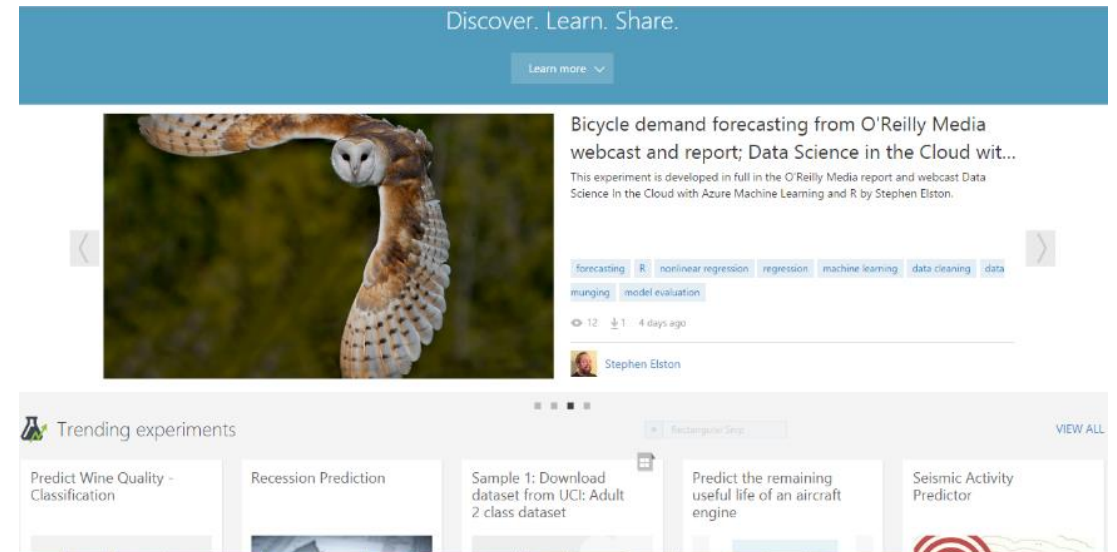 Discover. Learn. Share.
Learn more
Bicycle demand forecasting from O'Reilly Media
webcast and report; Data Science in the Cloud wit...
This experiment is developed in full in the O'Reilly Media report and webcast Data
Science In the Cloud with Azure Machine Learning and R by Stephen Elston.
forecasting R nonlinear regression regression machine learning data cleaning data
munging model evaluation
12 1 4 days ago
Stephen Elston
Trending experiments
Rectangular Snip
VIEW ALL
Predict Wine Quality -
Classification
Recession Prediction
Sample 1: Download
dataset from UCI: Adult
2 class dataset
Predict the remaining
useful life of an aircraft
engine
Seismic Activity
Predictor